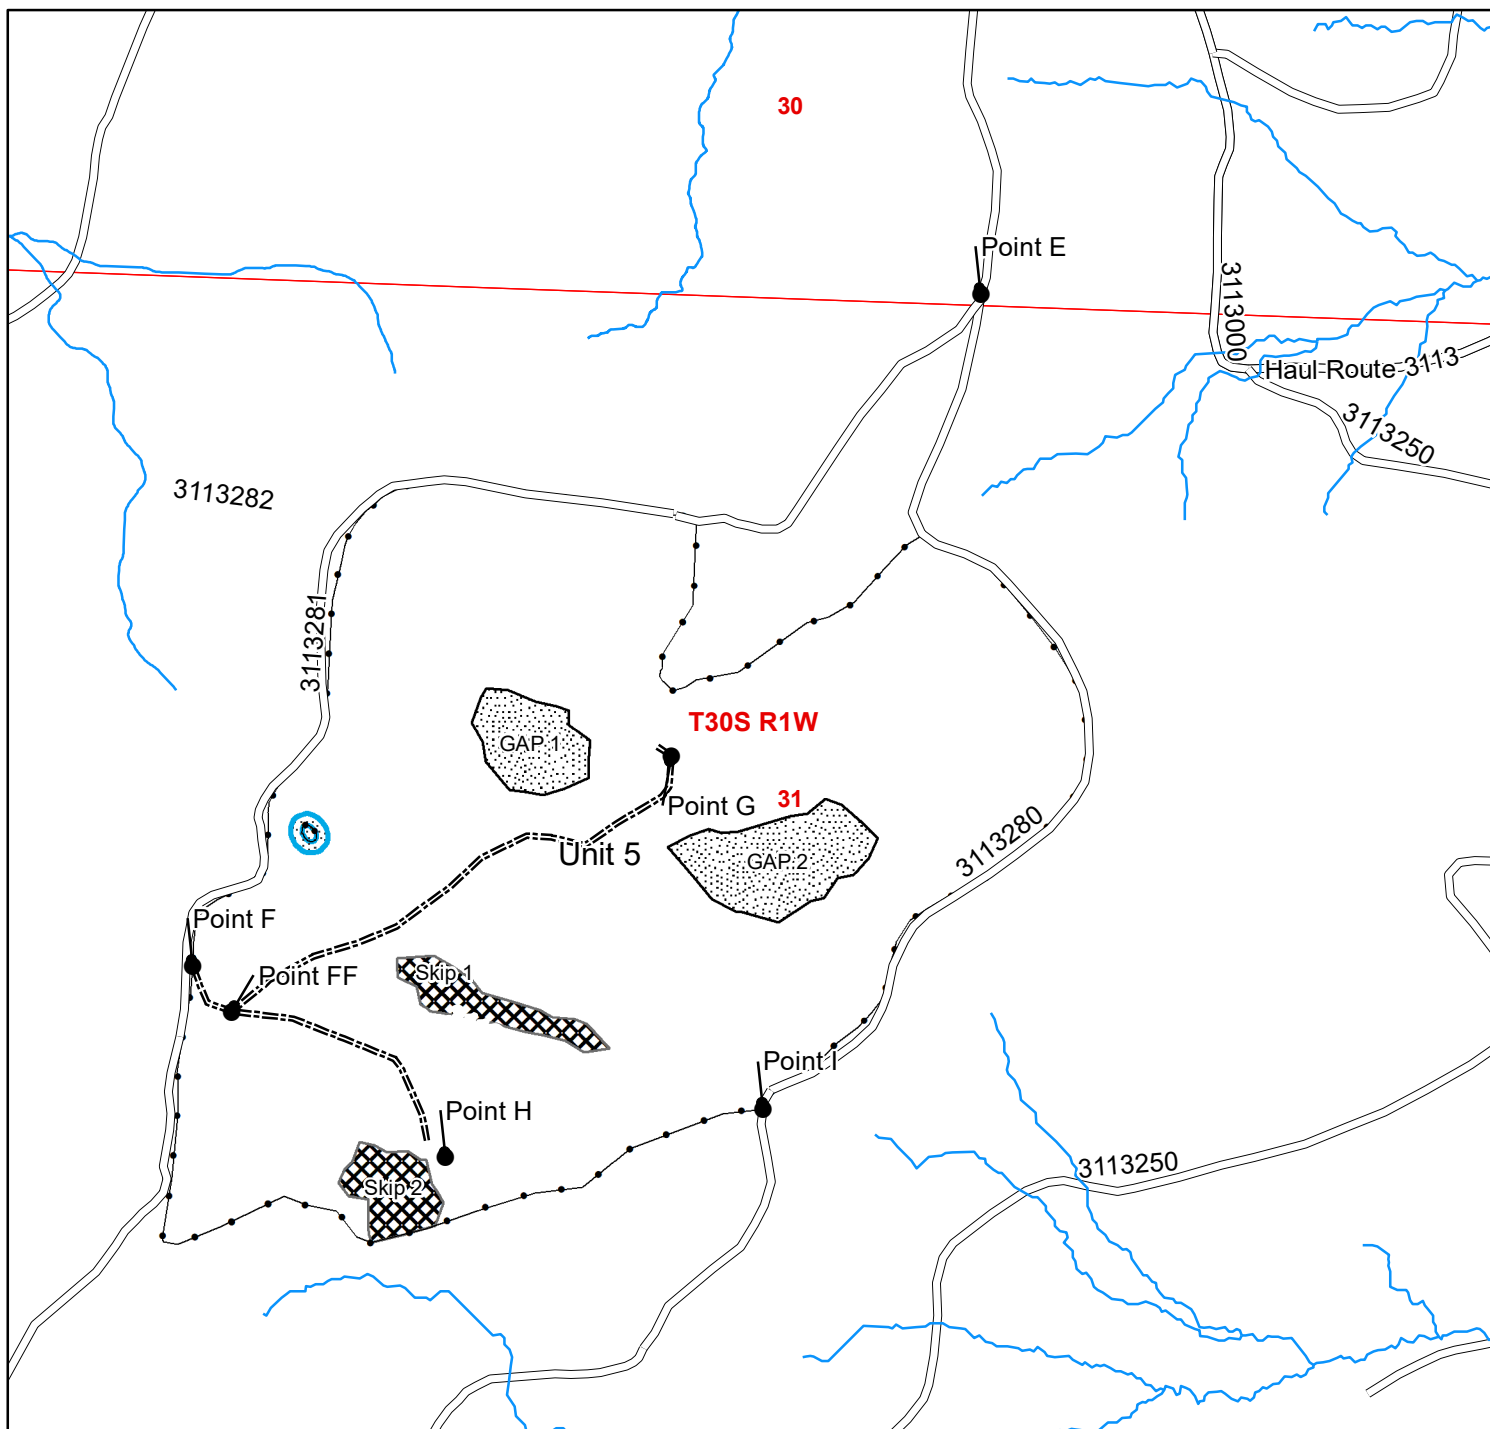 30
Point E
3113000
Haul Route 3113
3113250
3113282
3113281
T30S R1W
GAP 1
31
Point G
3113280
Unit 5
GAP 2
Point F
Point FF
Skip 1
Point I
Point H
3113250
Skip 2